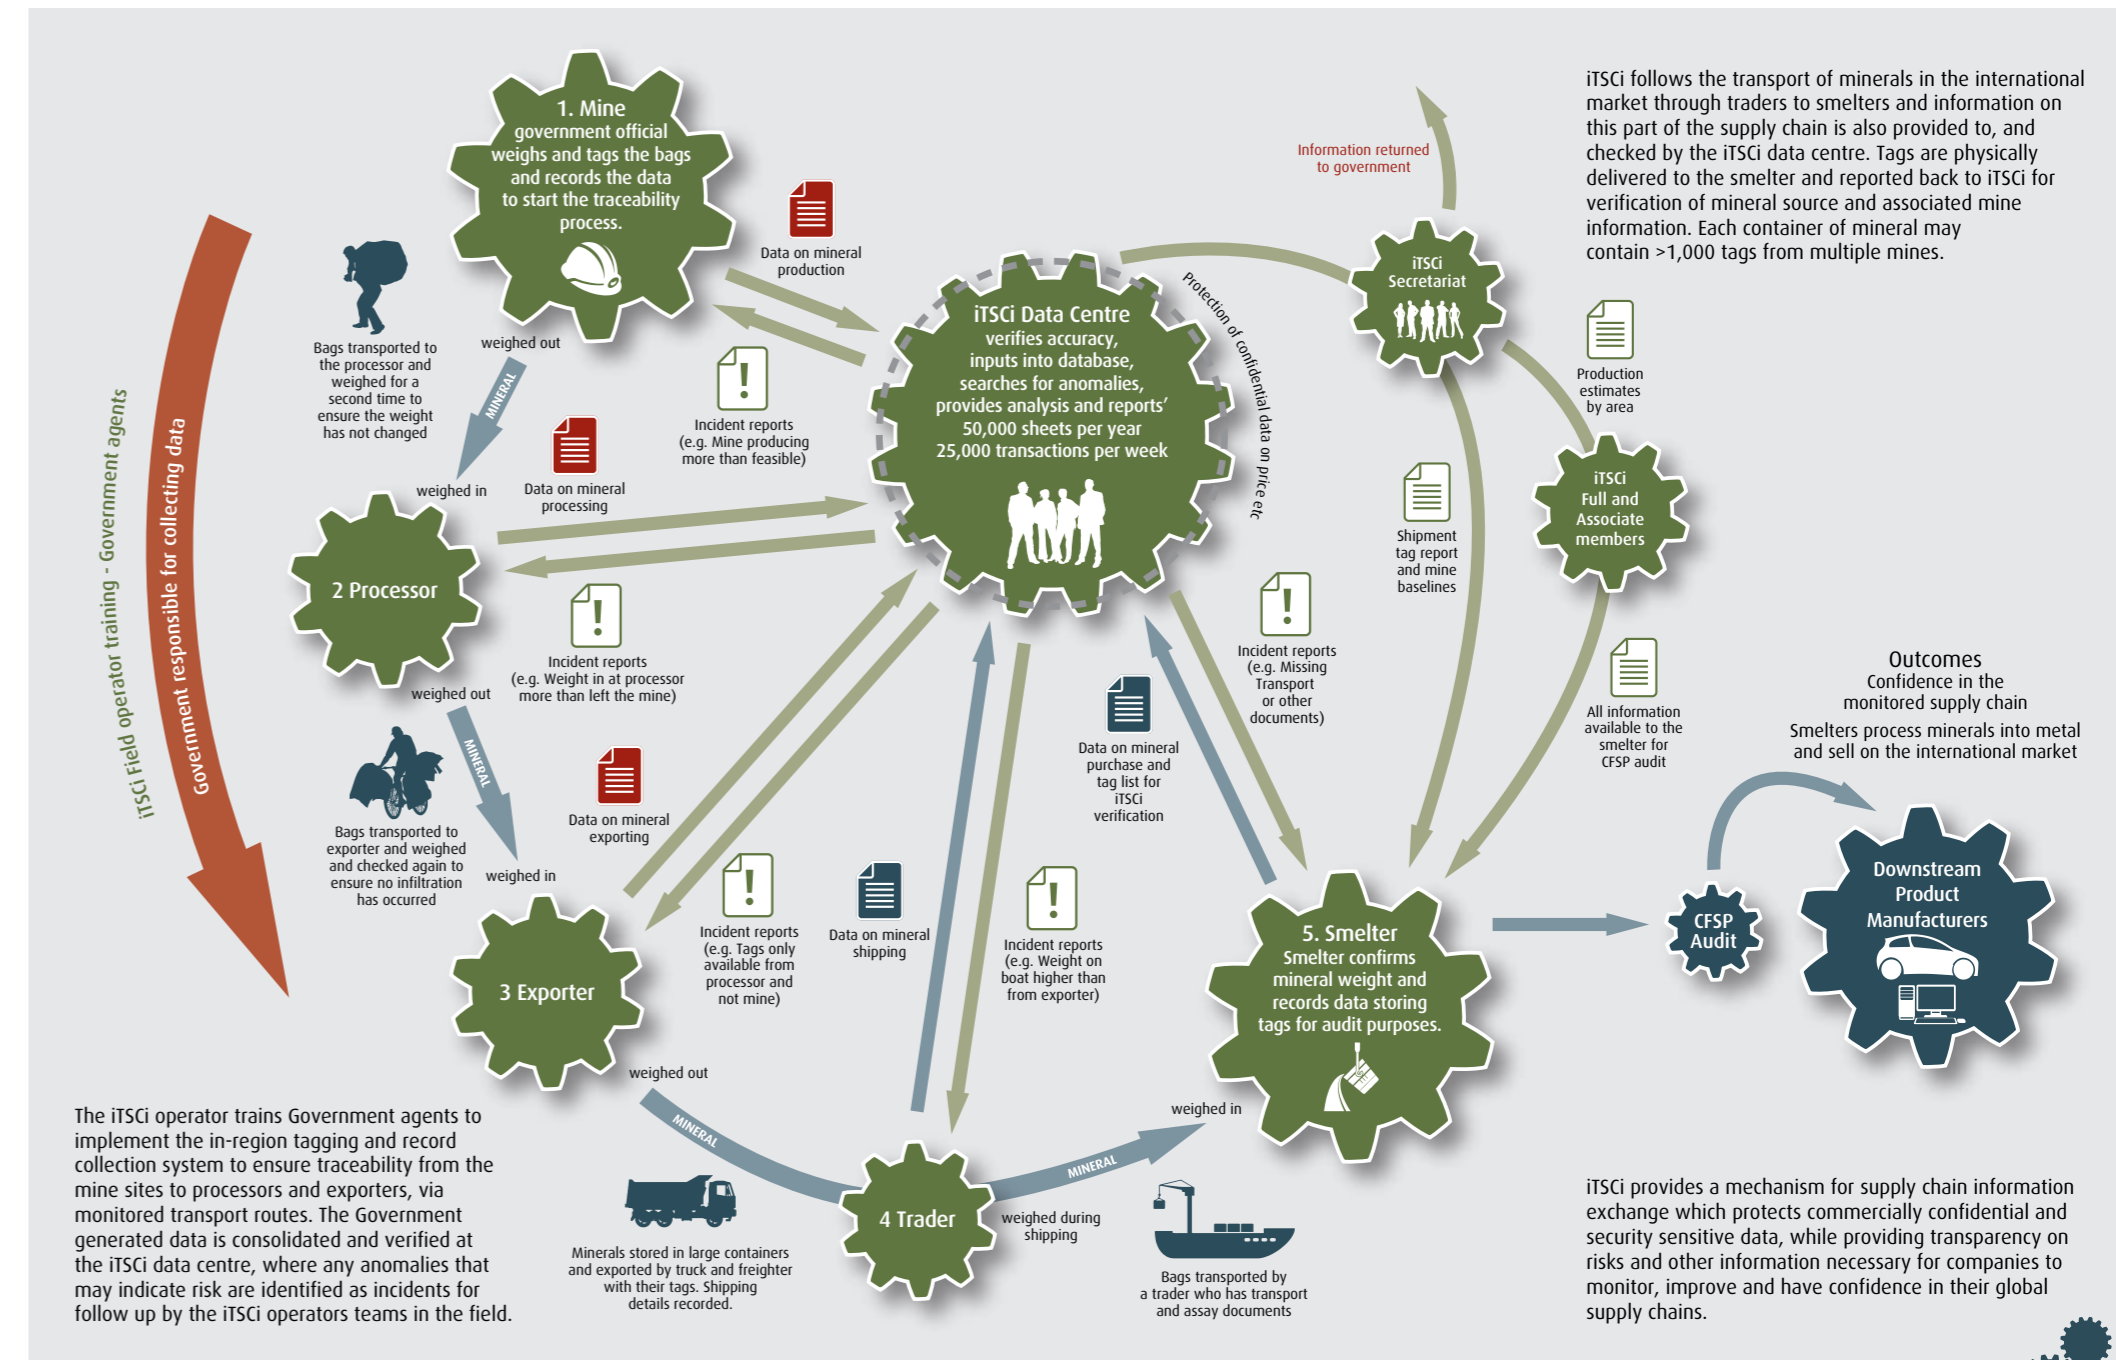 1. Mine
government official
weighs and tags the bags
and records the data
to start the traceability
process.
Data on mineral
production
Information returned
to government
iTSCi follows the transport of minerals in the international
market through traders to smelters and information on
this part of the supply chain is also provided to, and
checked by the iTSCi data centre. Tags are physically
delivered to the smelter and reported back to iTSCi for
verification of mineral source and associated mine
information. Each container of mineral may
contain >1,000 tags from multiple mines.
iTSCi Field operator training - Government agents
Government responsible for collecting data
Bags transported to
the processor and
weighed for a
second time to
ensure the weight
has not changed
weighed out
MINERAL
weighed in
Incident reports
(e.g. Mine producing
more than feasible)
Data on mineral
processing
iTSCi Data Centre
verifies accuracy,
inputs into database,
searches for anomalies,
provides analysis and reports’
50,000 sheets per year
25,000 transactions per week
Protection of confidential data on price etc
iTSCi
Secretariat
Production
estimates
by area
iTSCi
Full and
Associate
members
Shipment
tag report
and mine
baselines
2 Processor
weighed out
Incident reports
(e.g. Weight in at processor
more than left the mine)
MINERAL
Bags transported to
exporter and weighed
and checked again to
ensure no infiltration
has occurred
weighed in
Data on mineral
exporting
Incident reports
(e.g. Tags only
available from
processor and
not mine)
Data on mineral
shipping
Incident reports
(e.g. Weight on
boat higher than
from exporter)
Data on mineral
purchase and
tag list for
iTSCi
verification
Incident reports
(e.g. Missing
Transport
or other
documents)
All information
available to the
smelter for
CFSP audit
Outcomes
Confidence in the
monitored supply chain
Smelters process minerals into metal
and sell on the international market
Downstream
Product
Manufacturers
CFSP
Audit
5. Smelter
Smelter confirms
mineral weight and
records data storing
tags for audit purposes.
3 Exporter
weighed out
MINERAL
Minerals stored in large containers
and exported by truck and freighter
with their tags. Shipping
details recorded.
4 Trader
weighed during
shipping
MINERAL
weighed in
Bags transported by
a trader who has transport
and assay documents
The iTSCi operator trains Government agents to
implement the in-region tagging and record
collection system to ensure traceability from the
mine sites to processors and exporters, via
monitored transport routes. The Government
generated data is consolidated and verified at
the iTSCi data centre, where any anomalies that
may indicate risk are identified as incidents for
follow up by the iTSCi operators teams in the field.
iTSCi provides a mechanism for supply chain information
exchange which protects commercially confidential and
security sensitive data, while providing transparency on
risks and other information necessary for companies to
monitor, improve and have confidence in their global
supply chains.